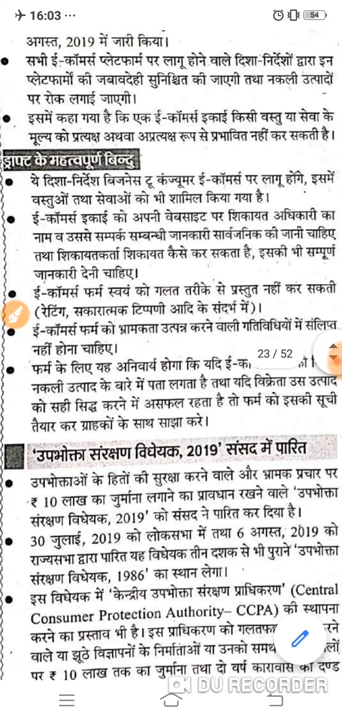 16:03 ...
54
अगस्त, 2019 में जारी किया।
सभी ई-कॉमर्स प्लेटफार्म पर लागू होने वाले दिशा-निर्देशों द्वारा इन
प्लेटफार्मो की जवाबदेही सुनिश्चित की जाएगी तथा नकली उत्पादों
पर रोक लगाई जाएगी।
इसमें कहा गया है कि एक ई-कॉमर्स इकाई किसी वस्तु या सेवा के
मूल्य को प्रत्यक्ष अथवा अप्रत्यक्ष रूप से प्रभावित नहीं कर सकती है।
ड्राफ्ट के महत्वपूर्ण बिन्दु
ये दिशा-निर्देश बिजनेस टू कंज्यूमर ई-कॉमर्स पर लागू होंगे, इसमें
वस्तुओं तथा सेवाओं को भी शामिल किया गया है।
ई-कॉमर्स इकाई को अपनी वेबसाइट पर शिकायत अधिकारी का
नाम व उससे सम्पर्क सम्बन्धी जानकारी सार्वजनिक की जानी चाहिए
तथा शिकायतकर्ता शिकायत कैसे कर सकता है, इसकी भी सम्पूर्ण
जानकारी देनी चाहिए।
ई-कॉमर्स फर्म स्वयं को गलत तरीके से प्रस्तुत नहीं कर सकती
(रेटिंग, सकारात्मक टिप्पणी आदि के संदर्भ में)।
ई-कॉमर्स फर्म को भ्रामकता उत्पन्न करने वाली गतिविधियों में संलिप्त
नहीं होना चाहिए।
फर्म के लिए यह अनिवार्य होगा कि यदि ई-क 23 / 52
नकली उत्पाद के बारे में पता लगता है तथा यदि विक्रेता उस उत्पाद
को सही सिद्ध करने में असफल रहता है तो फर्म को इसकी सूची
तैयार कर ग्राहकों के साथ साझा करे।
'उपभोक्ता संरक्षण विधेयक, 2019' संसद में पारित
उपभोक्ताओं के हितों की सुरक्षा करने वाले और भ्रामक प्रचार पर
₹ 10 लाख का जुर्माना लगाने का प्रावधान रखने वाले 'उपभोक्ता
संरक्षण विधेयक, 2019' को संसद ने पारित कर दिया है।
30 जुलाई, 2019 को लोकसभा में तथा 6 अगस्त, 2019 को
राज्यसभा द्वारा पारित यह विधेयक तीन दशक से भी पुराने 'उपभोक्ता
संरक्षण विधेयक, 1986' का स्थान लेगा।
इस विधेयक में 'केन्द्रीय उपभोक्ता संरक्षण प्राधिकरण' (Central
Consumer Protection Authority– CCPA) की स्थापना
करने का प्रस्ताव भी है। इस प्राधिकरण को गलतफह रने
वाले या झूठे विज्ञापनों के निर्माताओं या उनको समथ लों
पर ₹ 10 लाख तक का जुर्माना तथा दो वर्ष कारावास का दण्ड
DU RECORDER